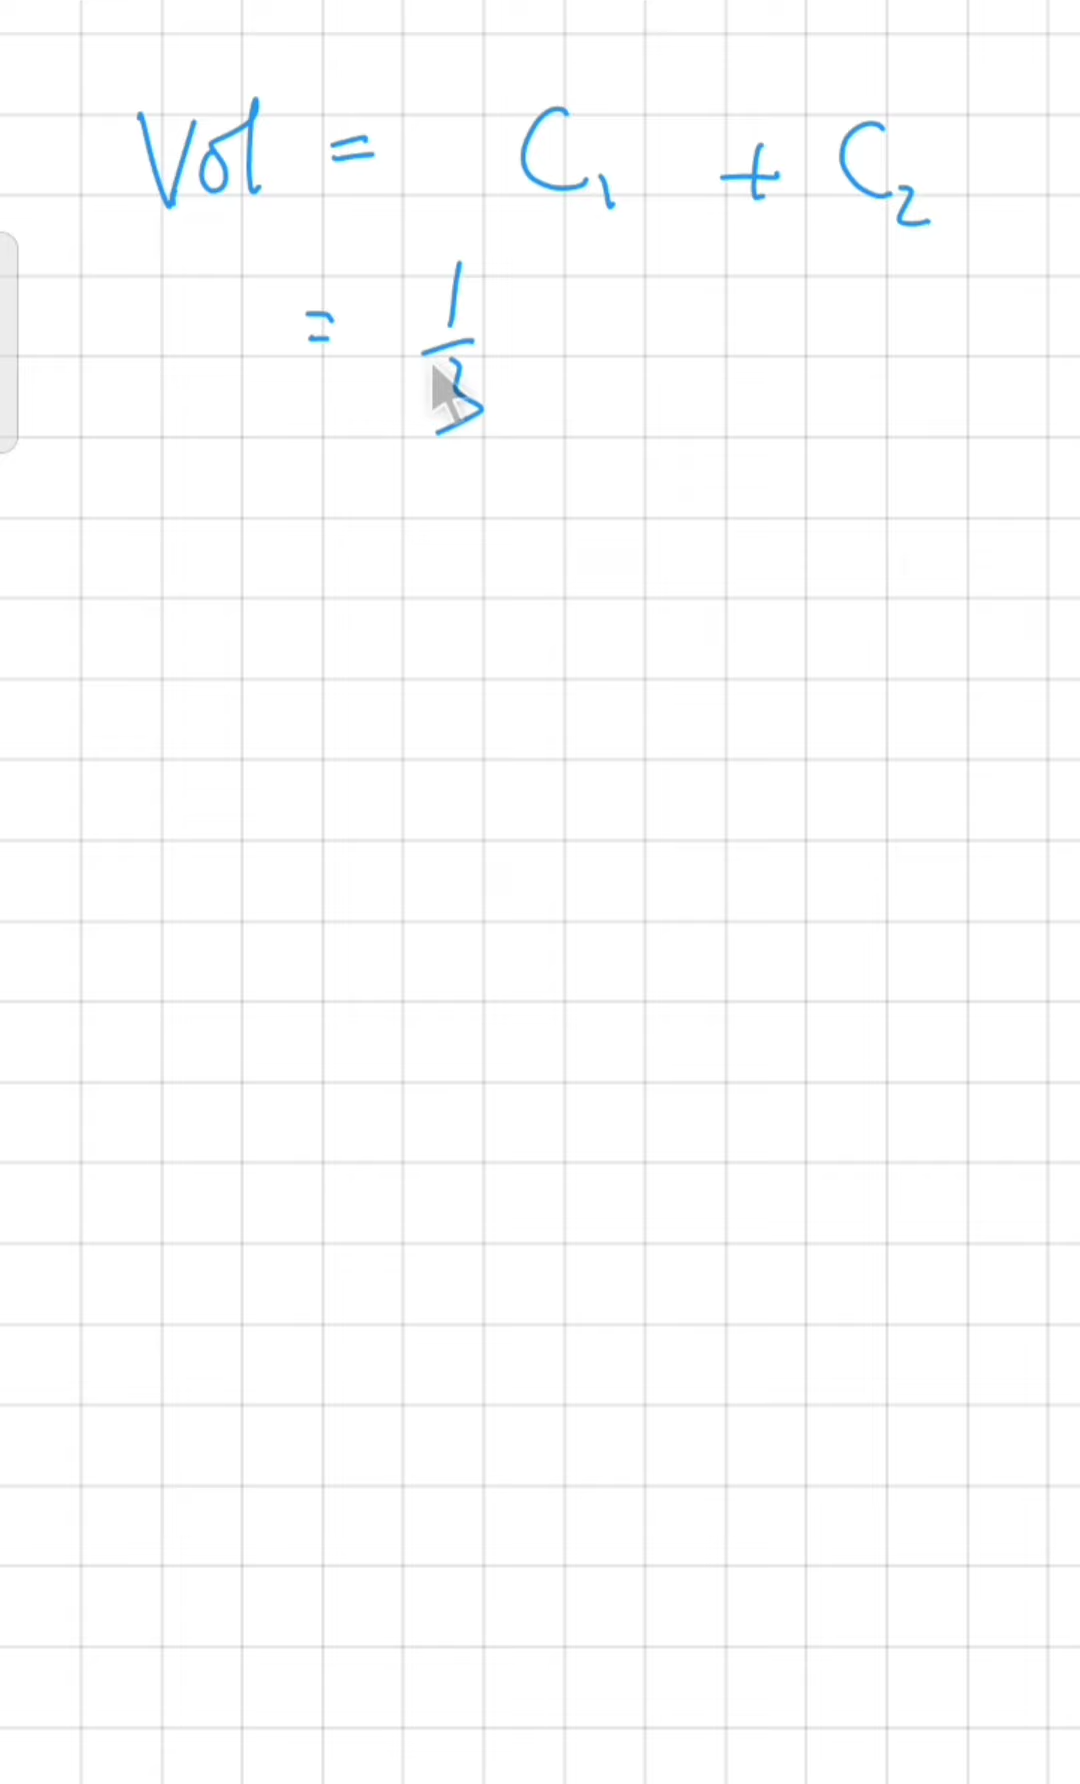 Vol = C₁ + C₂
= 1/3